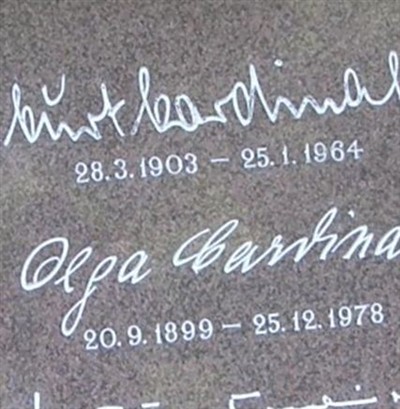 Kurt Cardinal
28.3.1903 – 25.1.1964
Olga Cardina
20.9.1899 – 25.12.1978